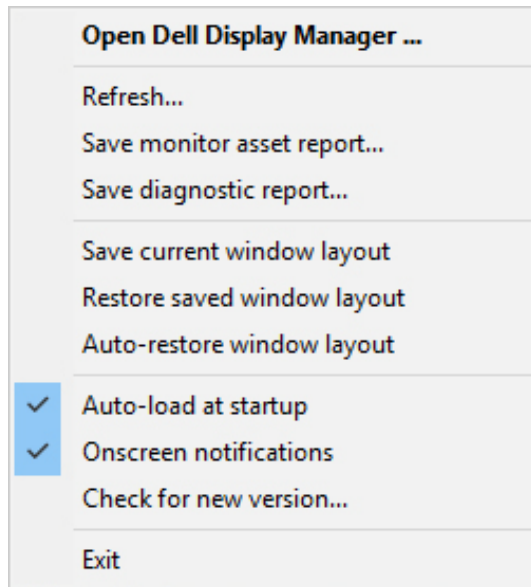 Open Dell Display Manager ...
Refresh...
Save monitor asset report...
Save diagnostic report...
Save current window layout
Restore saved window layout
Auto-restore window layout
Auto-load at startup
Onscreen notifications
Check for new version...
Exit